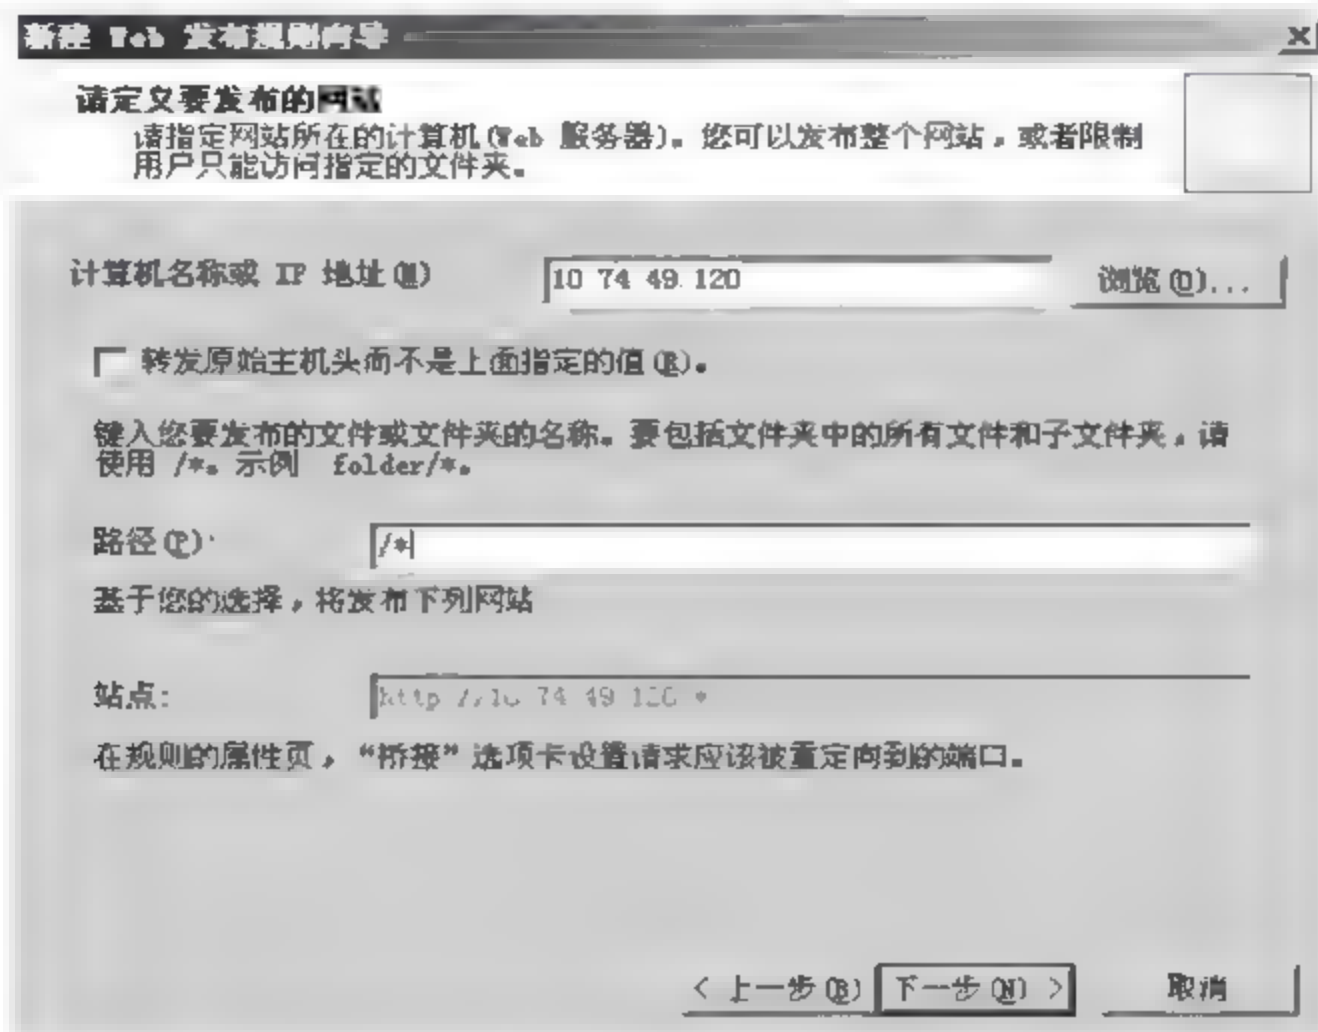 新建 Web 发布规则向导
请定义要发布的网站
请指定网站所在的计算机(Web 服务器)。您可以发布整个网站，或者限制
用户只能访问指定的文件夹。
计算机名称或 IP 地址(M) 10 74 49.120 浏览(O)...
转发原始主机头而不是上面指定的值(R)。
键入您要发布的文件或文件夹的名称。要包括文件夹中的所有文件和子文件夹，请
使用 /*。示例 folder/*。
路径(P): /*
基于您的选择，将发布下列网站
站点: http //10 74 49 120 *
在规则的属性页，“桥接”选项卡设置请求应该被重定向到的端口。
< 上一步(B) 下一步(N) > 取消